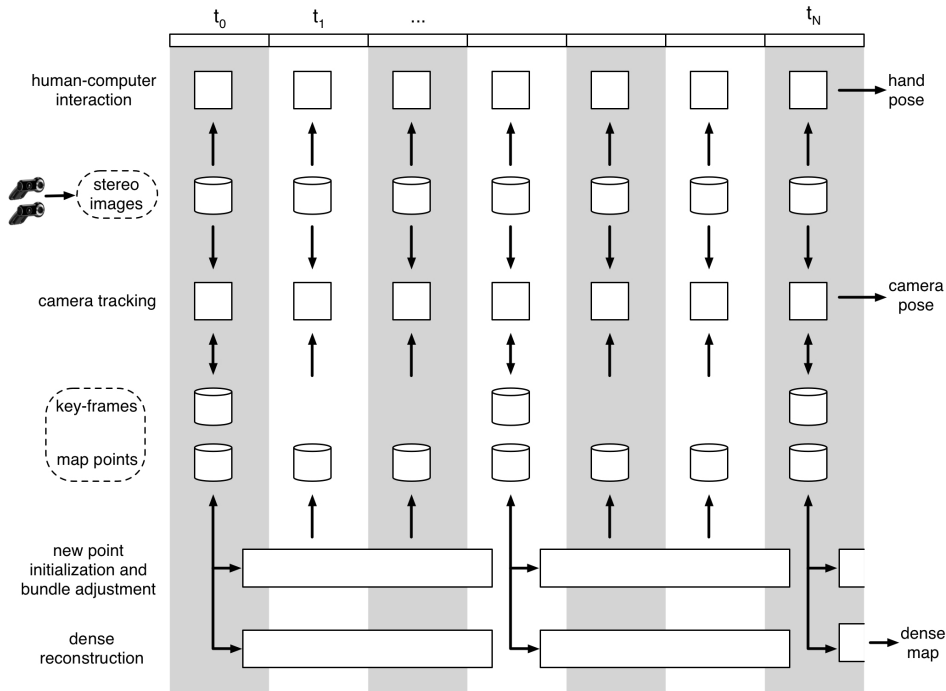 t0 t1 ... tN
human-computer
interaction
hand
pose
stereo
images
camera tracking
camera
pose
key-frames
map points
new point
initialization and
bundle adjustment
dense
reconstruction
dense
map